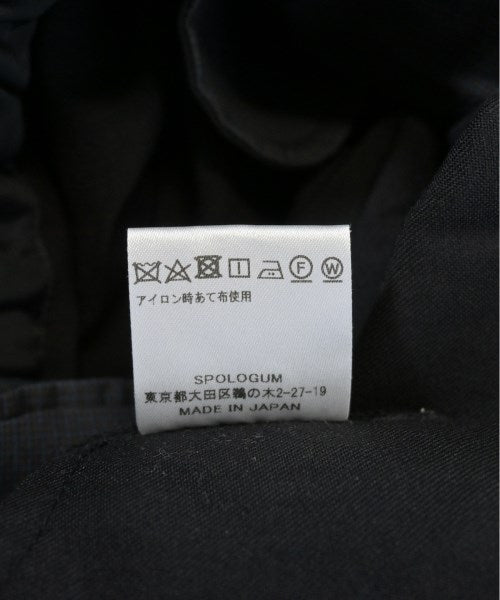 Ⓕ Ⓦ
アイロン時あて布使用
SPOLOGUM
東京都大田区鵜の木2-27-19
MADE IN JAPAN